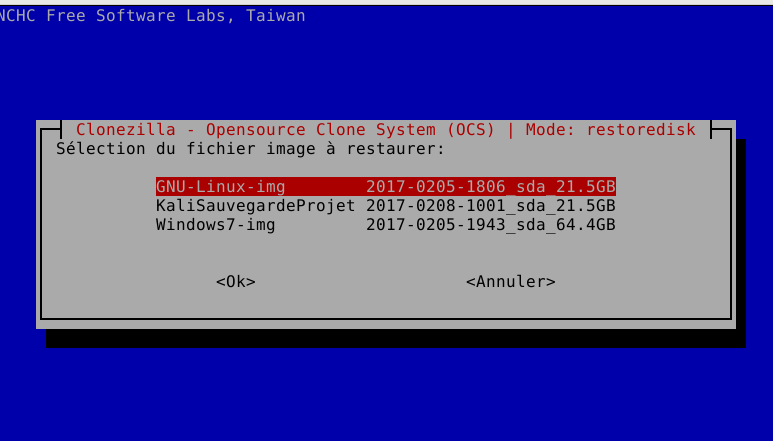 NCHC Free Software Labs, Taiwan
Clonezilla - Opensource Clone System (OCS) | Mode: restoredisk
Sélection du fichier image à restaurer:
GNU-Linux-img 2017-0205-1806_sda_21.5GB
KaliSauvegardeProjet 2017-0208-1001_sda_21.5GB
Windows7-img 2017-0205-1943_sda_64.4GB
<Ok> <Annuler>